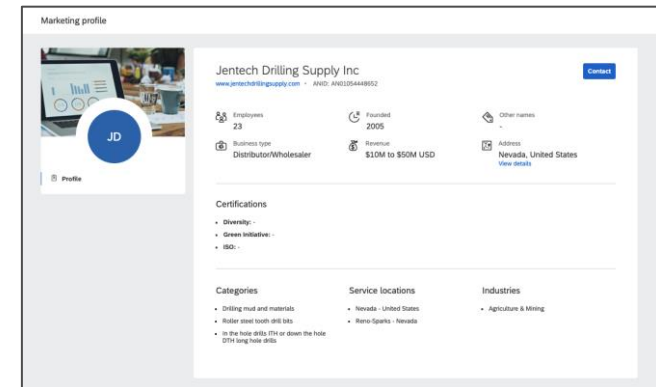 Marketing profile
JD
Profile
Jentech Drilling Supply Inc
Contact
www.jentechdrillingsupply.com · ANID: AN01054448652
Employees
23
Founded
2005
Other names
-
Business type
Distributor/Wholesaler
Revenue
$10M to $50M USD
Address
Nevada, United States
View details
Certifications
• Diversity: -
• Green Initiative: -
• ISO: -
Categories
• Drilling mud and materials
• Roller steel tooth drill bits
• In the hole drills ITH or down the hole
DTH long hole drills
Service locations
• Nevada - United States
• Reno-Sparks - Nevada
Industries
• Agriculture & Mining